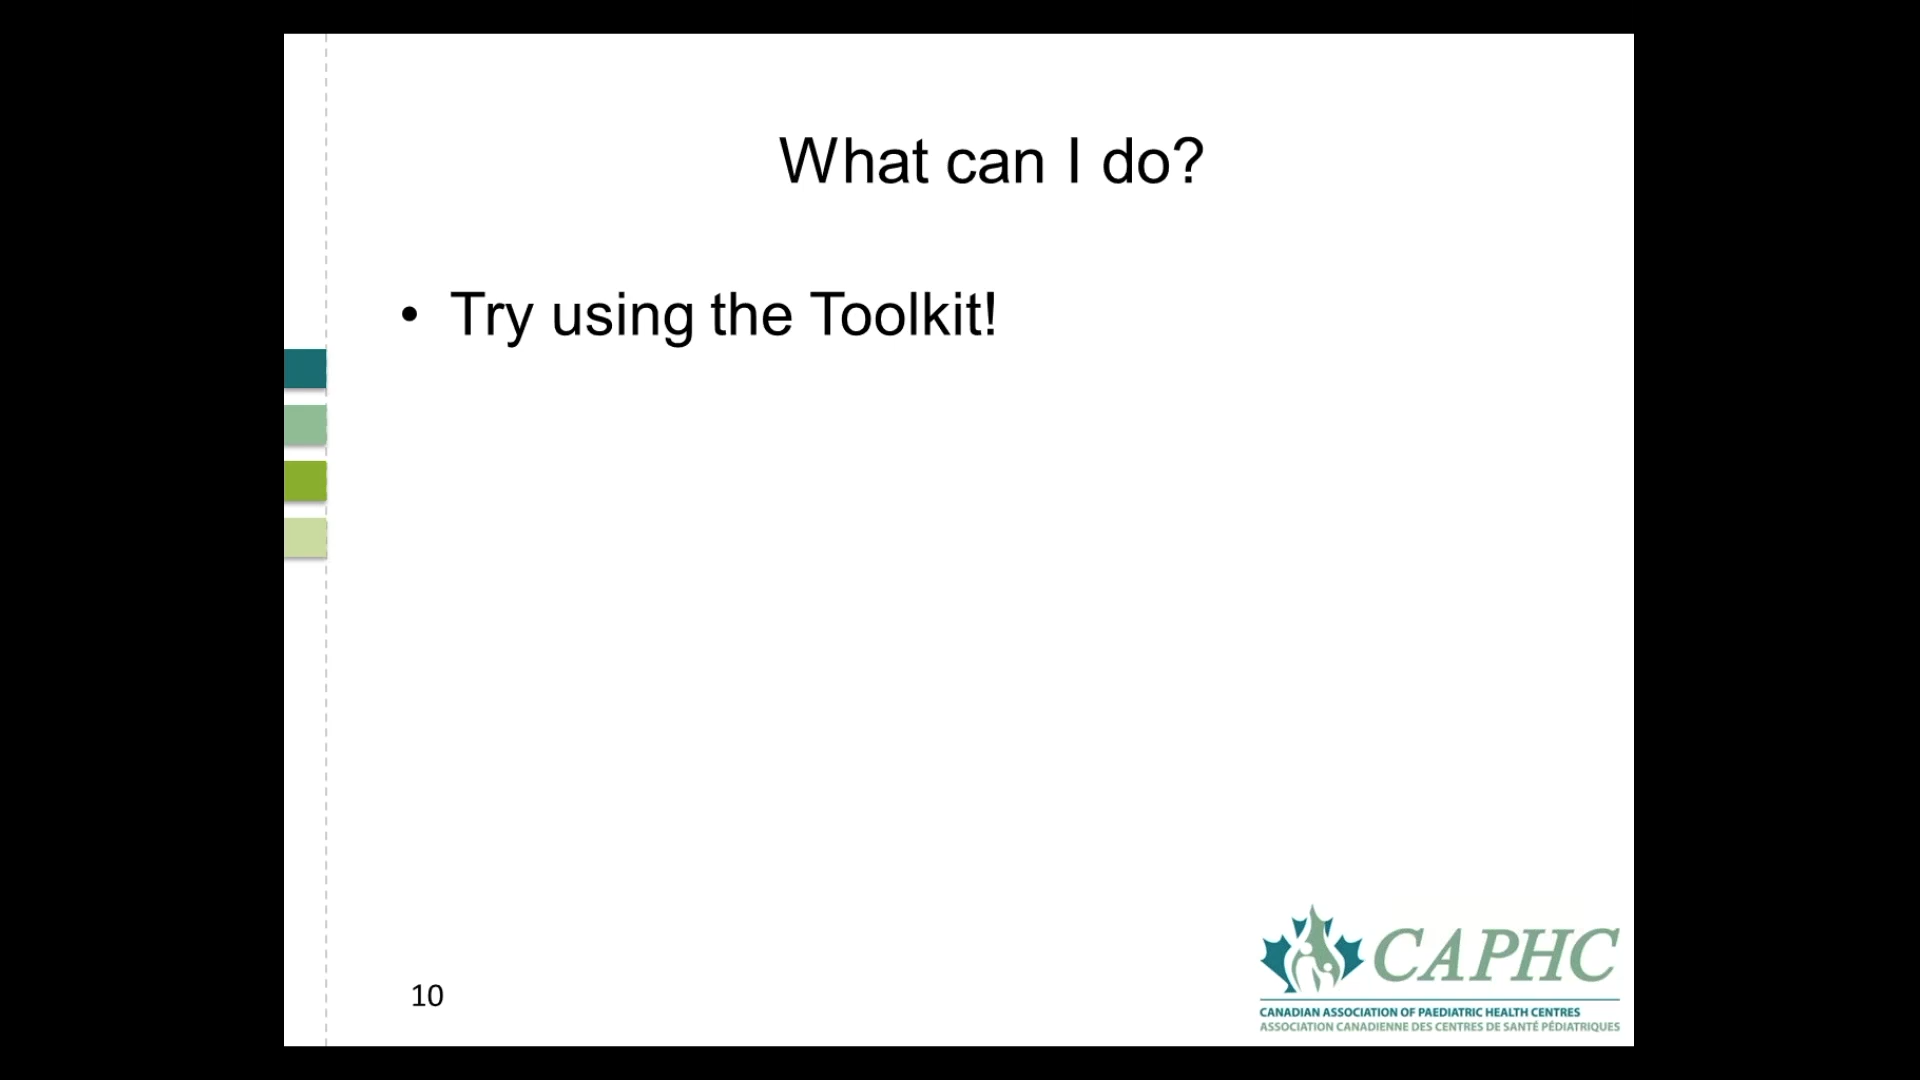 What can I do?
• Try using the Toolkit!
10
CAPHC
CANADIAN ASSOCIATION OF PAEDIATRIC HEALTH CENTRES
ASSOCIATION CANADIENNE DES CENTRES DE SANTÉ PÉDIATRIQUES